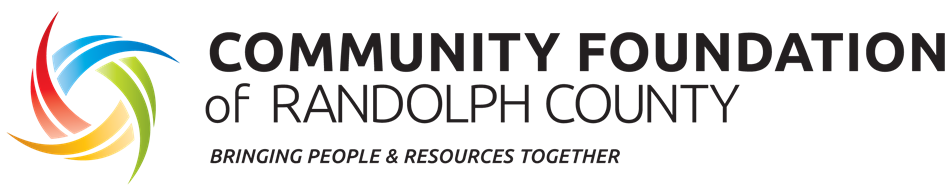 COMMUNITY FOUNDATION
of RANDOLPH COUNTY
BRINGING PEOPLE & RESOURCES TOGETHER